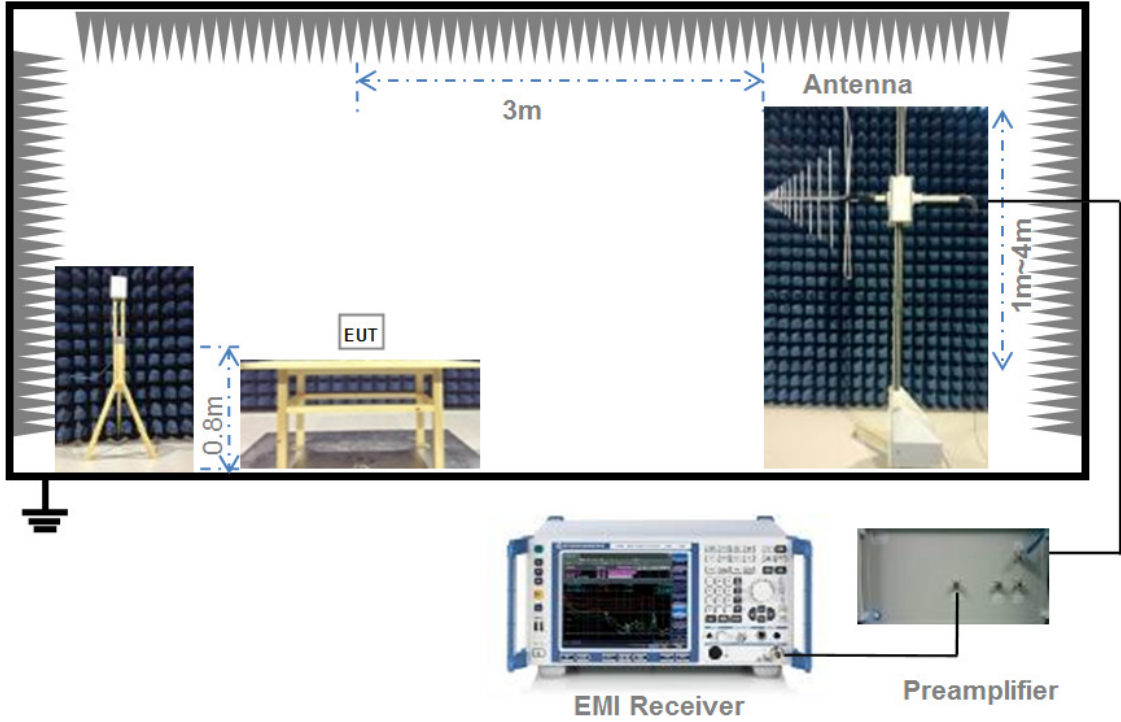 Antenna
3m
1m~4m
EUT
0.8m
EMI Receiver
Preamplifier